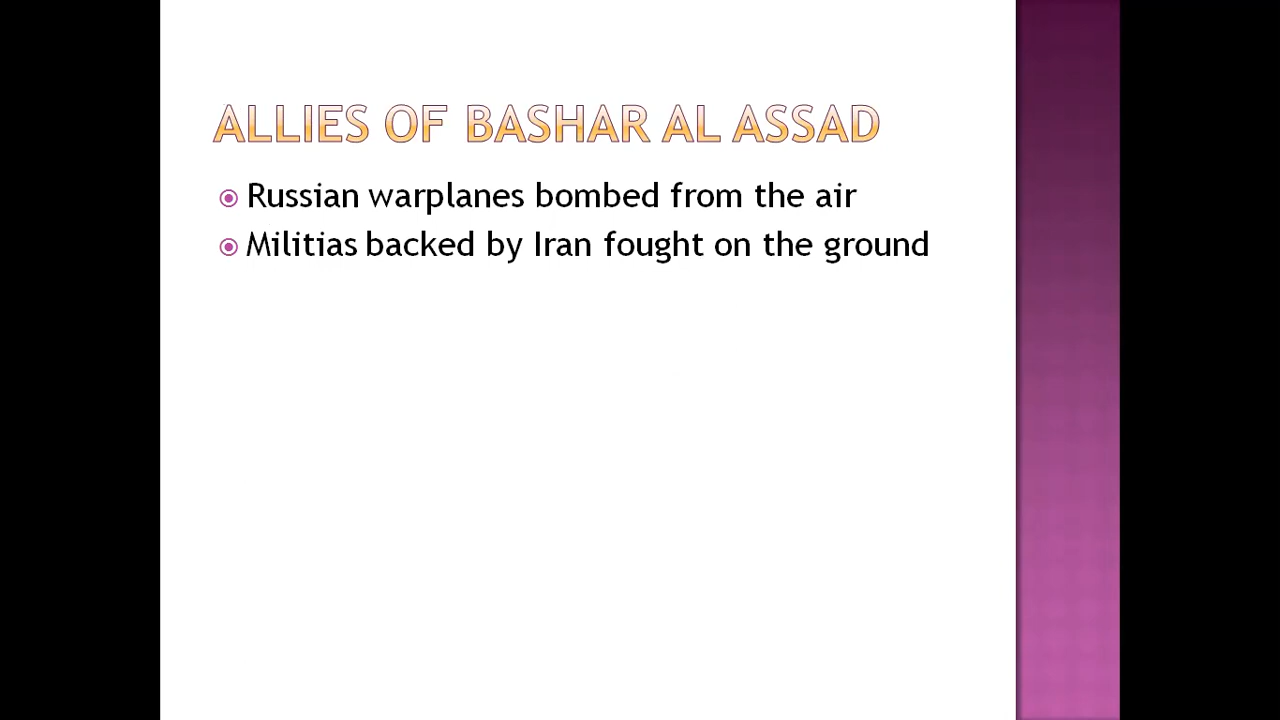 ALLIES OF BASHAR AL ASSAD
Russian warplanes bombed from the air
Militias backed by Iran fought on the ground